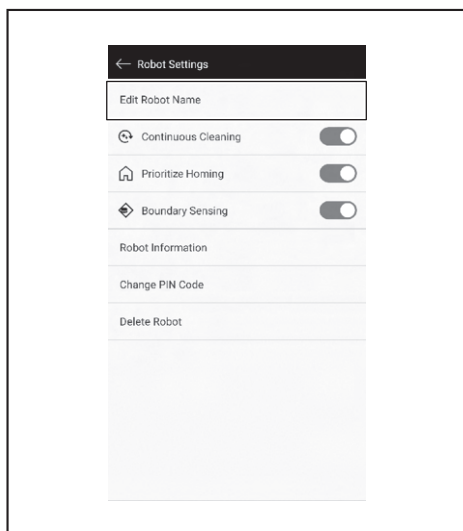 Robot Settings
Edit Robot Name
Continuous Cleaning
Prioritize Homing
Boundary Sensing
Robot Information
Change PIN Code
Delete Robot